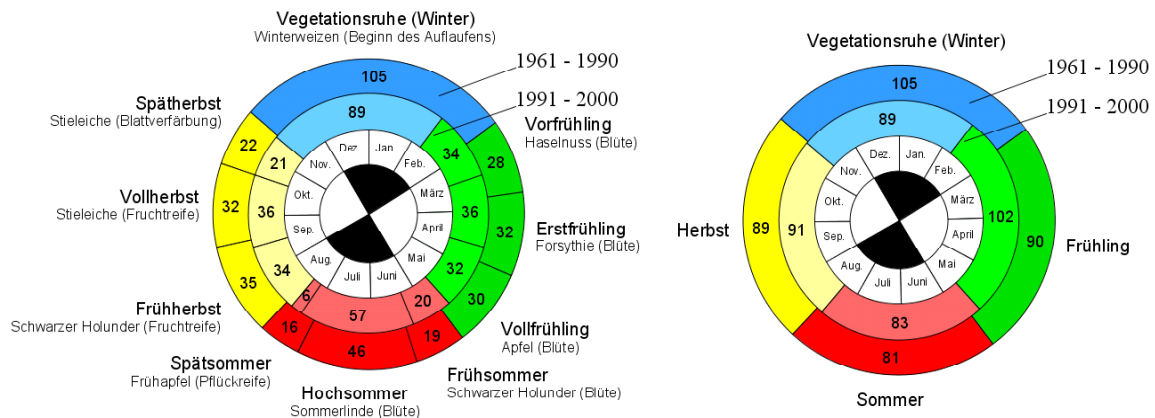 Vegetationsruhe (Winter)
Winterweizen (Beginn des Auflaufens)
1961 - 1990
1991 - 2000
105
89
Spätherbst
Stieleiche (Blattverfärbung)
22
21
Vorfrühling
Haselnuss (Blüte)
28
34
Vollherbst
Stieleiche (Fruchtreife)
32
36
Erstfrühling
Forsythie (Blüte)
32
36
Frühherbst
Schwarzer Holunder (Fruchtreife)
35
34
Vollfrühling
Apfel (Blüte)
30
32
Spätsommer
Frühapfel (Pflückreife)
16
6
Hochsommer
Sommerlinde (Blüte)
46
57
Frühsommer
Schwarzer Holunder (Blüte)
19
20
Jan.
Feb.
März
April
Mai
Juni
Juli
Aug.
Sep.
Okt.
Nov.
Dez
Vegetationsruhe (Winter)
1961 - 1990
1991 - 2000
105
89
Herbst
89
91
Frühling
102
90
83
81
Sommer
Jan.
Feb.
März
April
Mai
Juni
Juli
Aug.
Sep.
Okt.
Nov.
Dez.